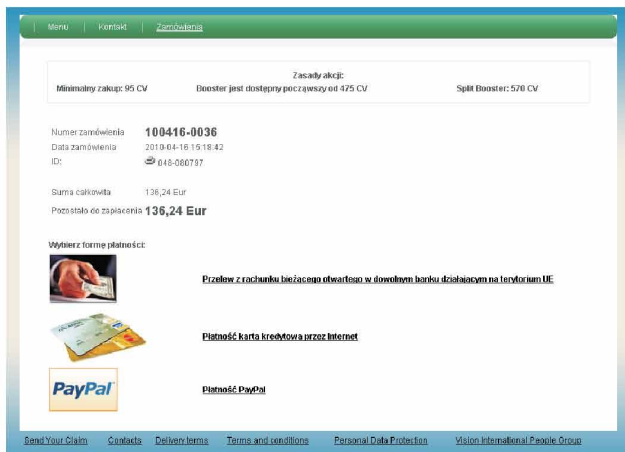 Menu | Kontakt | Zamówienia
Zasady akcji:
Minimalny zakup: 95 CV Booster jest dostępny począwszy od 475 CV Split Booster: 570 CV
Numer zamówienia 100416-0036
Data zamówienia 2010-04-16 15:18:42
ID: 048-080797
Suma całkowita 136,24 Eur
Pozostało do zapłacenia 136,24 Eur
Wybierz formę płatności:
Przelew z rachunku bieżącego otwartego w dowolnym banku działającym na terytorium UE
Płatność karta kredytowa przez Internet
PayPal Płatność PayPal
Send Your Claim Contacts Delivery terms Terms and conditions Personal Data Protection Vision International People Group